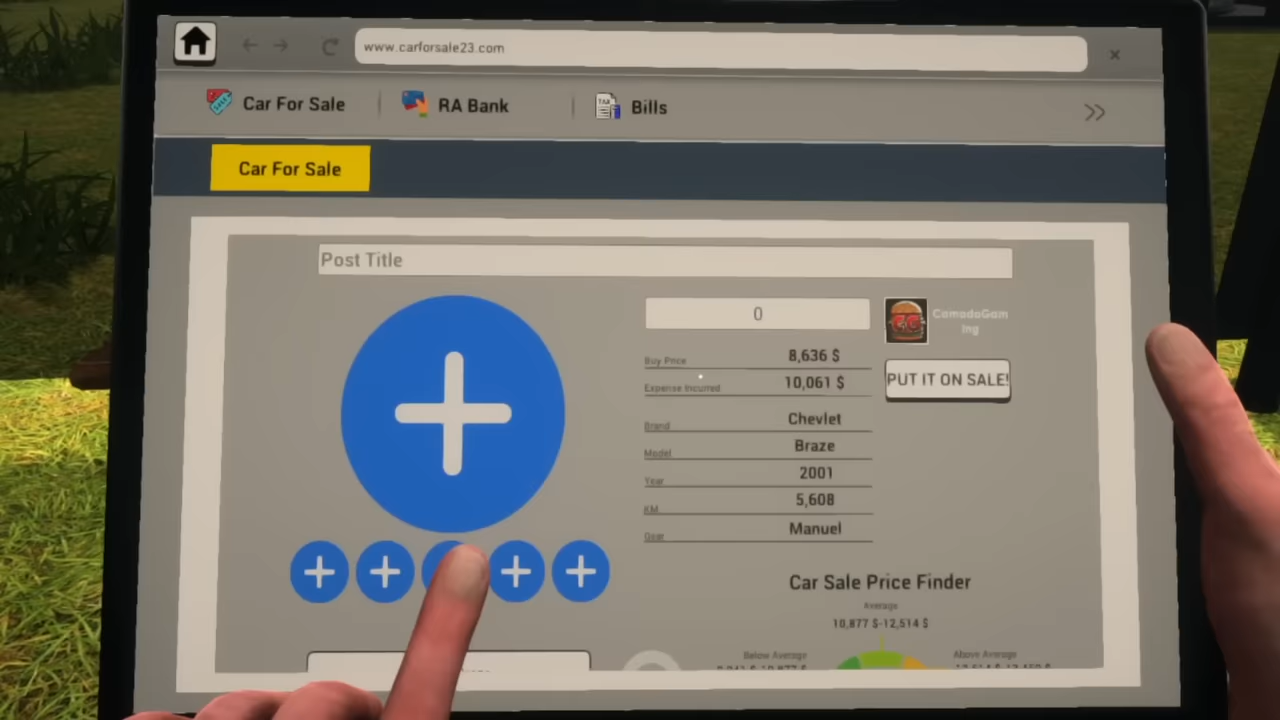 www.carforsale23.com
Car For Sale
RA Bank
Bills
Car For Sale
Post Title
0
CamodoGam
ing
Buy Price 8,636 $
PUT IT ON SALE!
Expense Incurred 10,061 $
Brand Chevlet
Model Braze
Year 2001
KM 5,608
Gear Manuel
Car Sale Price Finder
Average
10,877 $-12,514 $
Below Average
Above Average